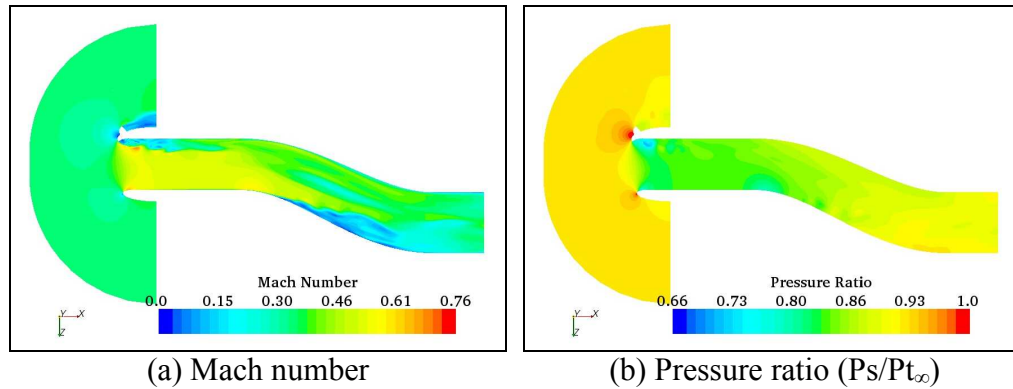 Mach Number
0.0 0.15 0.30 0.46 0.61 0.76
Y X
Z
(a) Mach number
Pressure Ratio
0.66 0.73 0.80 0.86 0.93 1.0
Y X
Z
(b) Pressure ratio (Ps/Pt∞)